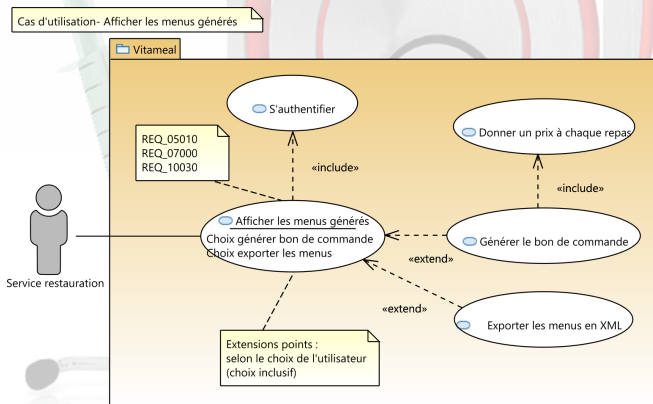 Cas d'utilisation- Afficher les menus générés
Vitameal
S'authentifier
Donner un prix à chaque repas
REQ_05010
REQ_07000
REQ_10030
«include»
«include»
Afficher les menus générés
Choix générer bon de commande
Choix exporter les menus
Générer le bon de commande
«extend»
Service restauration
«extend»
Exporter les menus en XML
Extensions points :
selon le choix de l'utilisateur
(choix inclusif)